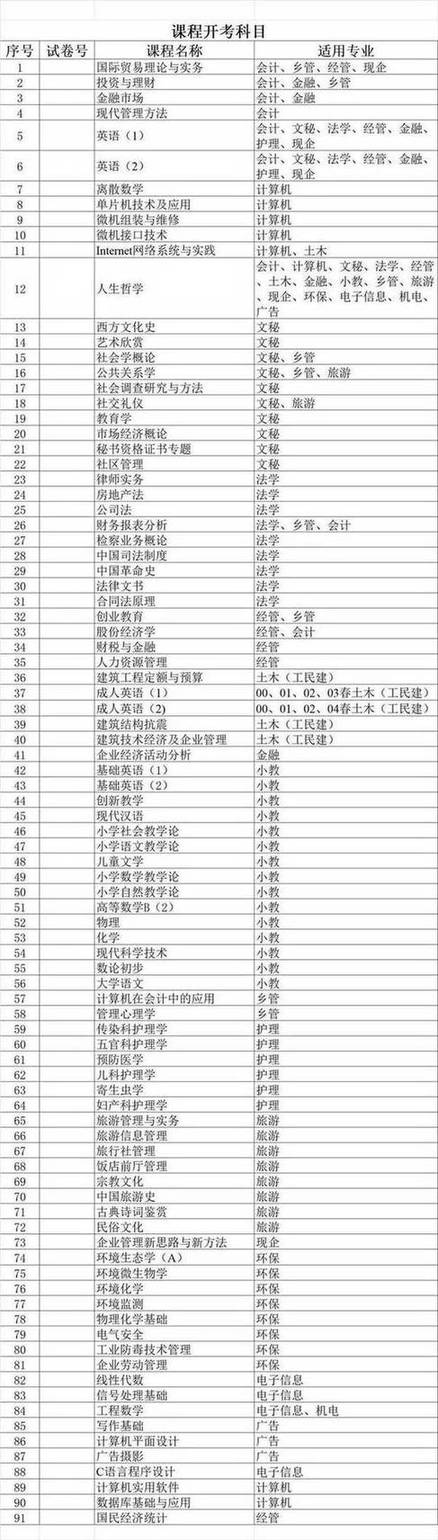 课程开考科目
序号 试卷号 课程名称 适用专业
1 国际贸易理论与实务 会计、乡管、经管、现企
2 投资与理财 会计、金融、乡管
3 金融市场 会计、金融
4 现代管理方法 会计
5 英语（1） 会计、文秘、法学、经管、金融、
护理、现企
6 英语（2） 会计、文秘、法学、经管、金融、
护理、现企
7 离散数学 计算机
8 单片机技术及应用 计算机
9 微机组装与维修 计算机
10 微机接口技术 计算机
11 Internet网络系统与实践 计算机、土木
12 人生哲学 会计、计算机、文秘、法学、经管
、土木、金融、小教、乡管、旅游
、现企、环保、电子信息、机电、
广告
13 西方文化史 文秘
14 艺术欣赏 文秘
15 社会学概论 文秘、乡管
16 公共关系学 文秘、乡管、旅游
17 社会调查研究与方法 文秘
18 社交礼仪 文秘、旅游
19 教育学 文秘
20 市场经济概论 文秘
21 秘书资格证书专题 文秘
22 社区管理 文秘
23 律师实务 法学
24 房地产法 法学
25 公司法 法学
26 财务报表分析 法学、乡管、会计
27 检察业务概论 法学
28 中国司法制度 法学
29 中国革命史 法学
30 法律文书 法学
31 合同法原理 法学
32 创业教育 经管、乡管
33 股份经济学 经管、会计
34 财税与金融 经管
35 人力资源管理 经管
36 建筑工程定额与预算 土木（工民建）
37 成人英语（1） 00、01、02、03春土木（工民建）
38 成人英语（2） 00、01、02、04春土木（工民建）
39 建筑结构抗震 土木（工民建）
40 建筑技术经济及企业管理 土木（工民建）
41 企业经济活动分析 金融
42 基础英语（1） 小教
43 基础英语（2） 小教
44 创新教学 小教
45 现代汉语 小教
46 小学社会教学论 小教
47 小学语文教学论 小教
48 儿童文学 小教
49 小学数学教学论 小教
50 小学自然教学论 小教
51 高等数学B（2） 小教
52 物理 小教
53 化学 小教
54 现代科学技术 小教
55 数论初步 小教
56 大学语文 小教
57 计算机在会计中的应用 乡管
58 管理心理学 乡管
59 传染科护理学 护理
60 五官科护理学 护理
61 预防医学 护理
62 儿科护理学 护理
63 寄生虫学 护理
64 妇产科护理学 护理
65 旅游管理与实务 旅游
66 旅游信息管理 旅游
67 旅行社管理 旅游
68 饭店前厅管理 旅游
69 宗教文化 旅游
70 中国旅游史 旅游
71 古典诗词鉴赏 旅游
72 民俗文化 旅游
73 企业管理新思路与新方法 现企
74 环境生态学（A） 环保
75 环境微生物学 环保
76 环境化学 环保
77 环境监测 环保
78 物理化学基础 环保
79 电气安全 环保
80 工业防毒技术管理 环保
81 企业劳动管理 环保
82 线性代数 电子信息
83 信号处理基础 电子信息
84 工程数学 电子信息、机电
85 写作基础 广告
86 计算机平面设计 广告
87 广告摄影 广告
88 C语言程序设计 电子信息
89 计算机实用软件 计算机
90 数据库基础与应用 计算机
91 国民经济统计 经管